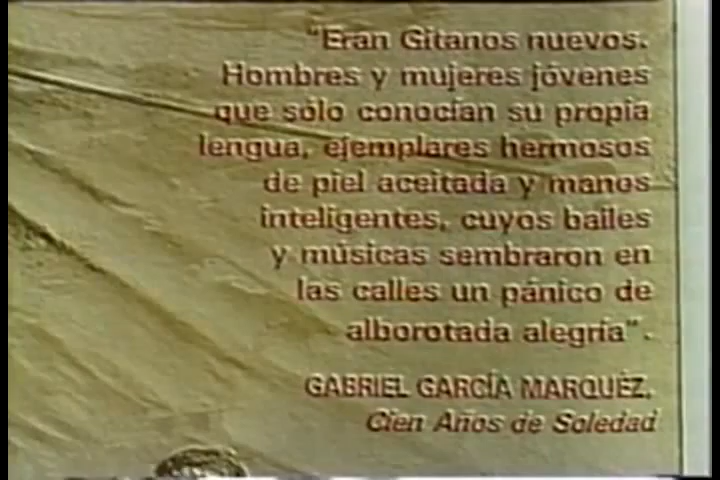 "Eran Gitanos nuevos.
Hombres y mujeres jóvenes
que sólo conocían su propia
lengua, ejemplares hermosos
de piel aceitada y manos
inteligentes, cuyos bailes
y músicas sembraron en
las calles un pánico de
alborotada alegría".
GABRIEL GARCÍA MARQUÉZ.
Cien Años de Soledad